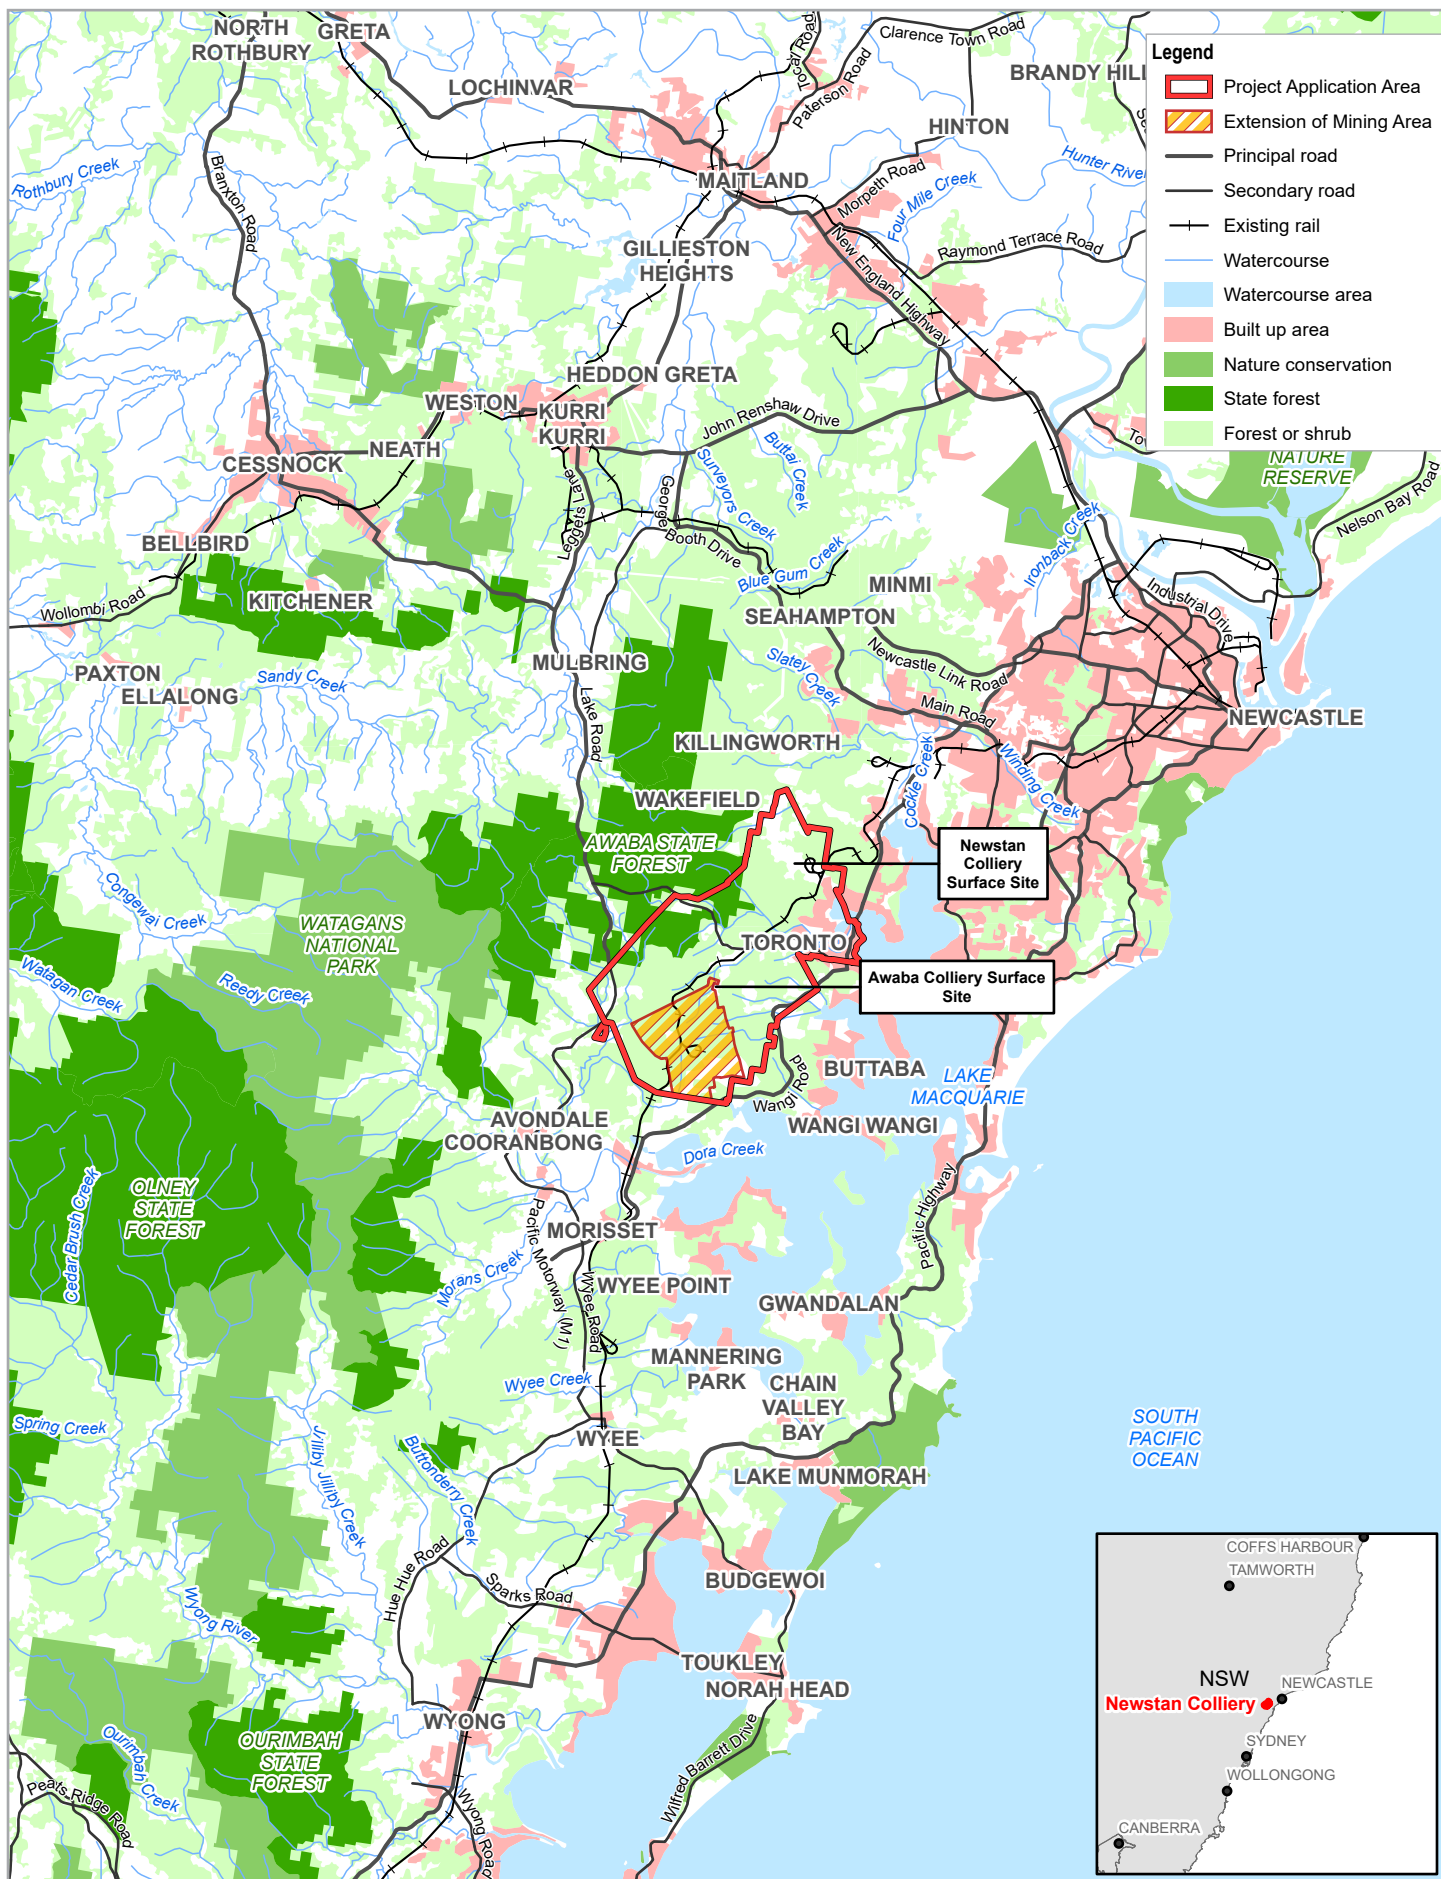 NORTH
ROTHBURY
GRETA
LOCHINVAR
Tocal Road
Paterson Road
Clarence Town Road
BRANDY HILL
HINTON
Hunter River
Rothbury Creek
Branxton Road
MAITLAND
Morpeth Road
Four Mile Creek
GILLIESTON
HEIGHTS
New England Highway
Raymond Terrace Road
Legend
Project Application Area
Extension of Mining Area
Principal road
Secondary road
Existing rail
Watercourse
Watercourse area
Built up area
Nature conservation
State forest
Forest or shrub
HEDDON GRETA
WESTON
KURRI
KURRI
NEATH
CESSNOCK
John Renshaw Drive
Buttai Creek
Surveyors Creek
NATURE
RESERVE
Nelson Bay Road
Leggets Lane
George
Booth Drive
BELLBIRD
Blue Gum Creek
Ironback Creek
MINMI
KITCHENER
Wollombi Road
SEAHAMPTON
Industrial Drive
Newcastle Link Road
MULBRING
PAXTON
ELLALONG
Sandy Creek
Slatey Creek
Lake Road
Main Road
NEWCASTLE
KILLINGWORTH
Cockle Creek
Winding Creek
WAKEFIELD
AWABA STATE
FOREST
Newstan
Colliery
Surface Site
Congewai Creek
WATAGANS
NATIONAL
PARK
TORONTO
Watagan Creek
Reedy Creek
Awaba Colliery Surface
Site
BUTTABA
Wangi Road
LAKE
MACQUARIE
AVONDALE
COORANBONG
WANGI WANGI
Dora Creek
OLNEY
STATE
FOREST
Cedar Brush Creek
Pacific Highway
MORISSET
Pacific Motorway (M1)
Morans Creek
Wyee Road
WYEE POINT
GWANDALAN
MANNERING
PARK
CHAIN
VALLEY
BAY
Wyee Creek
Spring Creek
Jilliby Jilliby Creek
Buttonderry Creek
WYEE
SOUTH
PACIFIC
OCEAN
LAKE MUNMORAH
Hue Hue Road
Sparks Road
BUDGEWOI
Wyong River
TOUKLEY
NORAH HEAD
WYONG
OURIMBAH
STATE
FOREST
Ourimbah Creek
Peats Ridge Road
Wyong Road
Wilfred Barrett Drive
COFFS HARBOUR
TAMWORTH
NSW
NEWCASTLE
Newstan Colliery
SYDNEY
WOLLONGONG
CANBERRA